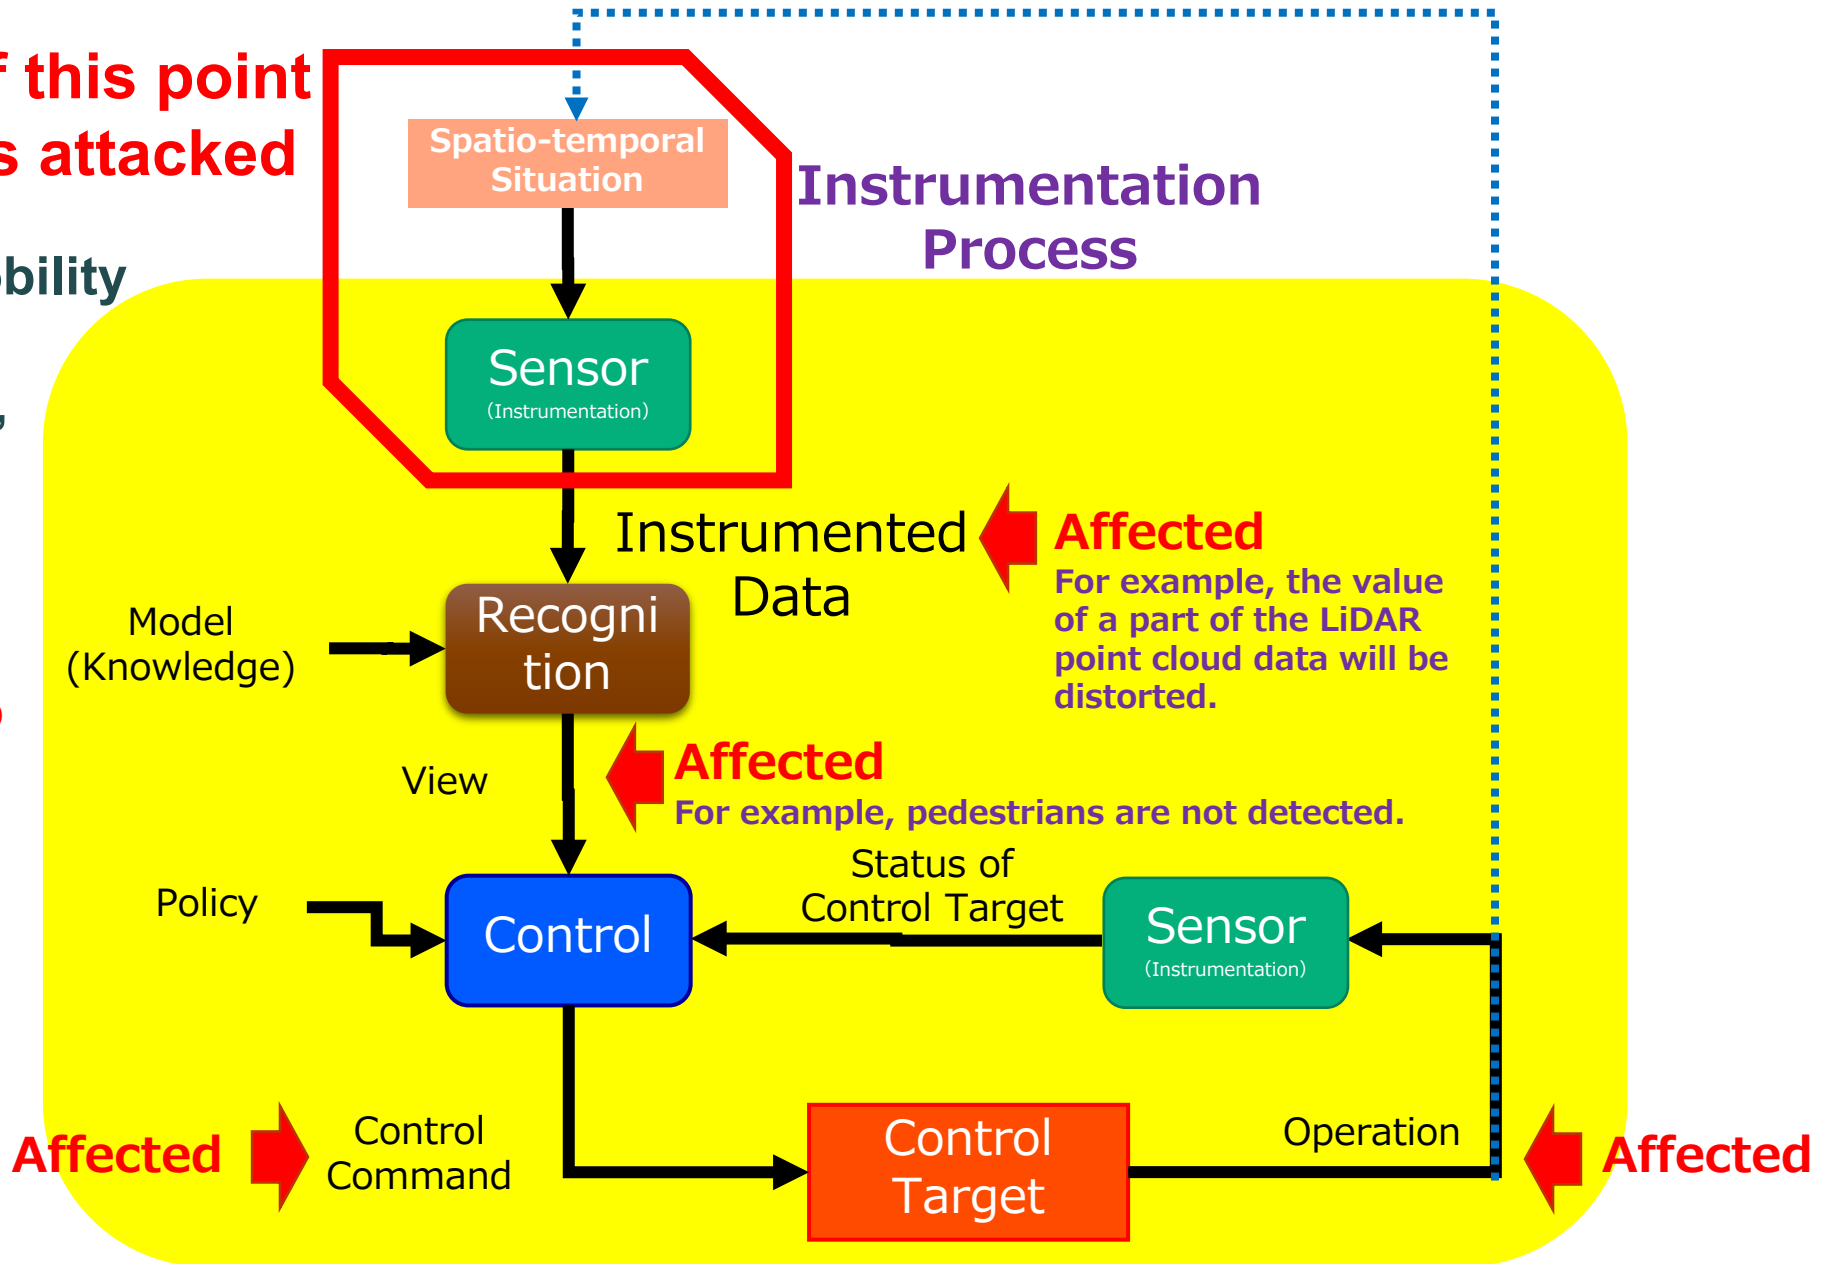 f this point
s attacked
Spatio-temporal
Situation
Instrumentation
Process
bility
Sensor
(Instrumentation)
,
Instrumented
Data
Affected
For example, the value
of a part of the LiDAR
point cloud data will be
distorted.
Model
(Knowledge)
Recogni
tion
View
Affected
For example, pedestrians are not detected.
Policy
Control
Status of
Control Target
Sensor
(Instrumentation)
Affected
Control
Command
Control
Target
Operation
Affected